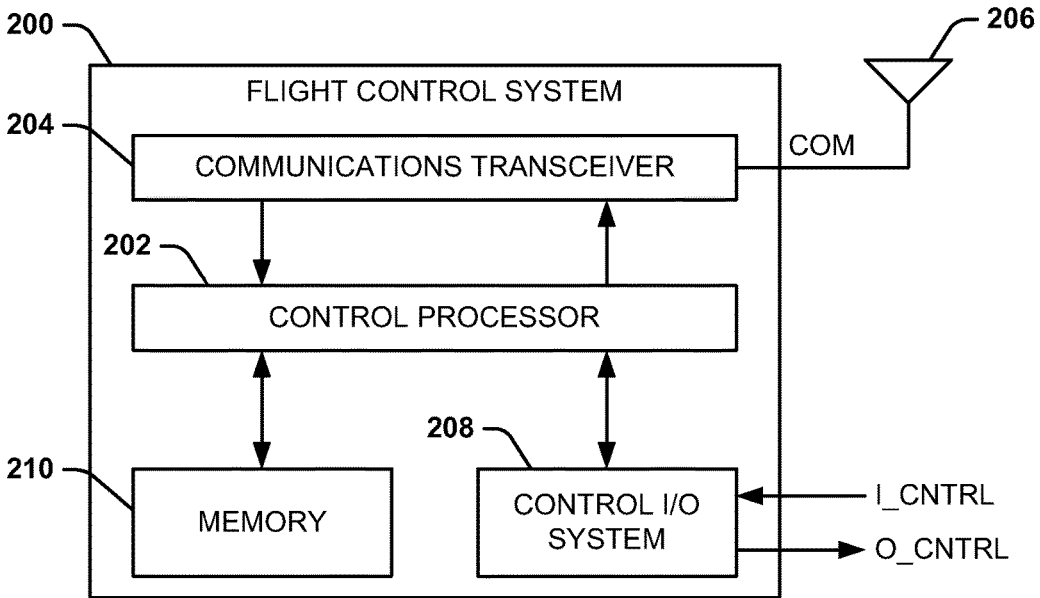 200
206
FLIGHT CONTROL SYSTEM
204
COM
COMMUNICATIONS TRANSCEIVER
202
CONTROL PROCESSOR
208
210
MEMORY
CONTROL I/O
SYSTEM
I_CNTRL
O_CNTRL